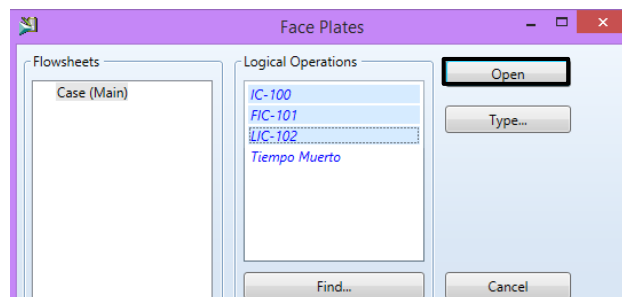 Face Plates
Flowsheets
Case (Main)
Logical Operations
IC-100
FIC-101
LIC-102
Tiempo Muerto
Find...
Open
Type...
Cancel